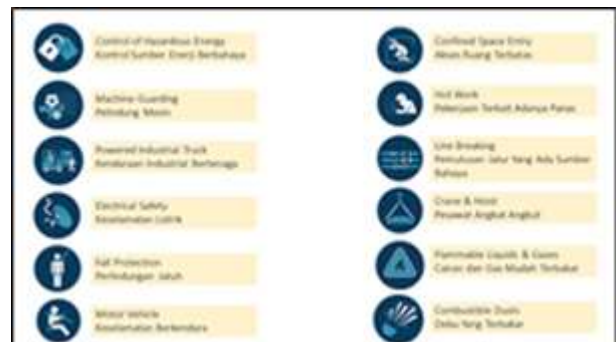 Control of Hazardous Energy
Kontrol Sumber Energi Berbahaya
Machine Guarding
Pelindung Mesin
Powered Industrial Truck
Kendaraan Industrial Bertenaga
Electrical Safety
Keselamatan Listrik
Fall Protection
Perlindungan Jatuh
Motor Vehicle
Keselamatan Berkendara
Confined Space Entry
Akses Ruang Terbatas
Hot Work
Pekerjaan Terkait Adanya Panas
Line Breaking
Pemutusan Jalur Yang Ada Sumber
Bahaya
Crane & Hoist
Pesawat Angkat Angkut
Flammable Liquids & Gases
Cairan dan Gas Mudah Terbakar
Combustible Dusts
Debu Yang Terbakar